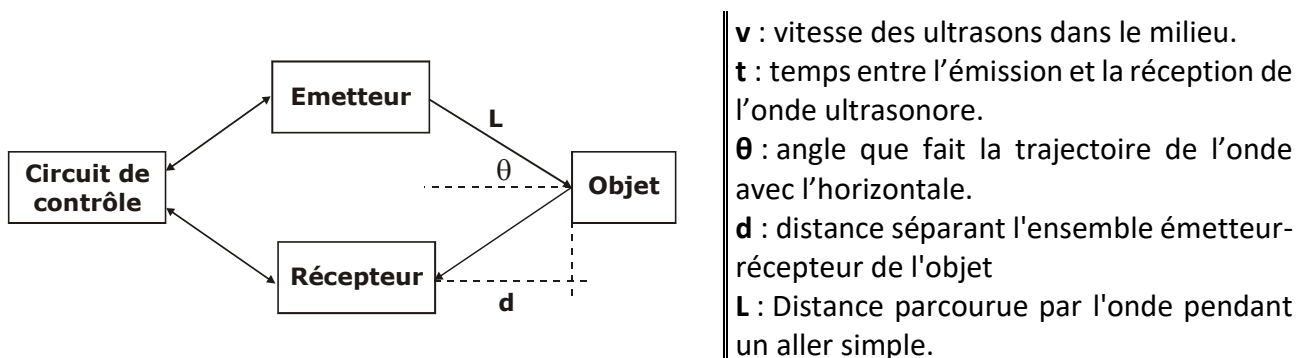 Emetteur
L
θ
Circuit de
contrôle
Objet
Récepteur
d
v : vitesse des ultrasons dans le milieu.
t : temps entre l’émission et la réception de
l’onde ultrasonore.
θ : angle que fait la trajectoire de l’onde
avec l’horizontale.
d : distance séparant l'ensemble émetteur-
récepteur de l'objet
L : Distance parcourue par l'onde pendant
un aller simple.